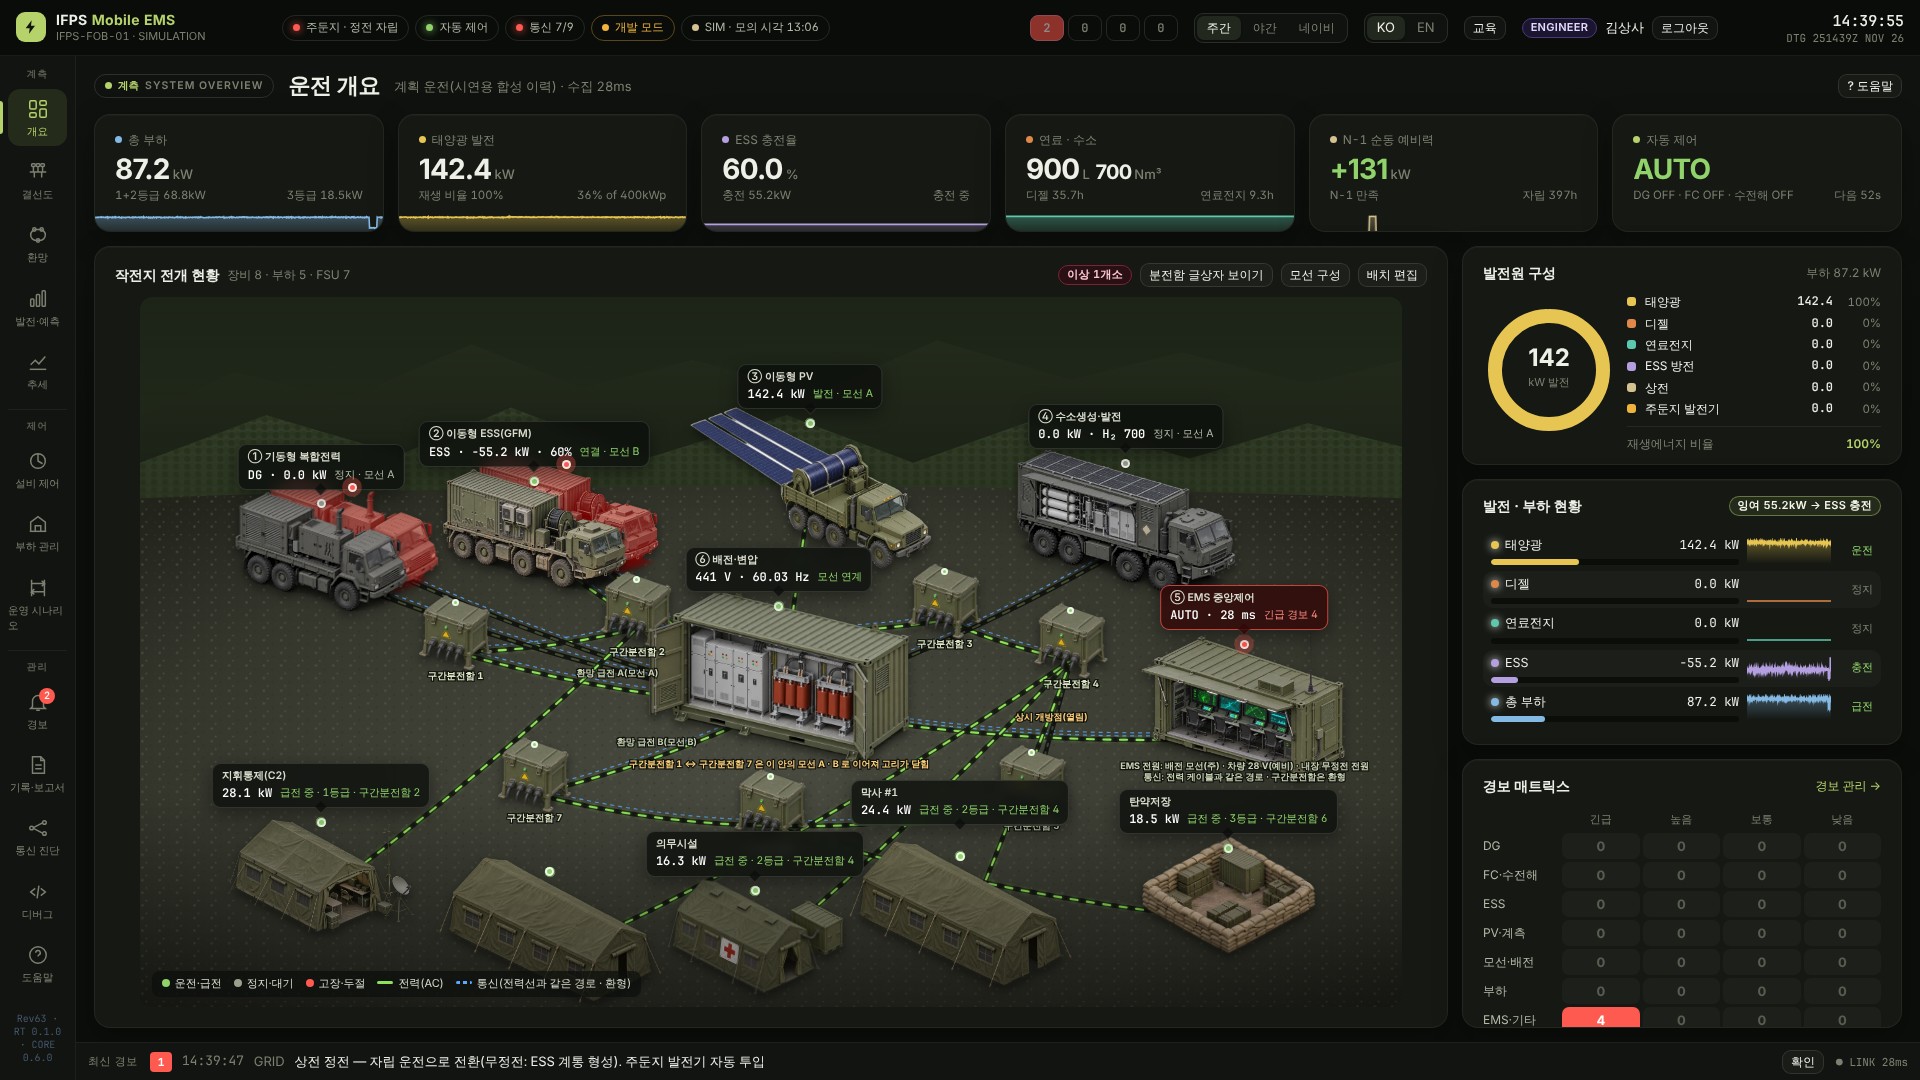 IFPS Mobile EMS
IFPS-FOB-01 · SIMULATION
주둔지 · 정전 자립
자동 제어
통신 7/9
개발 모드
SIM · 모의 시각 13:06
2 0 0 0
주간 야간 네이비
KO EN
교육
ENGINEER 김상사 로그아웃
14:39:55
DTG 251439Z NOV 26
계측
개요
결선도
환망
발전·예측
추세
제어
설비 제어
부하 관리
운영 시나리오
관리
2
경보
기록·보고서
통신 진단
디버그
도움말
Rev63 ·
RT 0.1.0
· CORE
0.6.0
계측 SYSTEM OVERVIEW
운전 개요
계획 운전(시연용 합성 이력) · 수집 28ms
? 도움말
총 부하
87.2 kW
1+2등급 68.8kW 3등급 18.5kW
태양광 발전
142.4 kW
재생 비율 100% 36% of 400kWp
ESS 충전율
60.0 %
충전 55.2kW 충전 중
연료 · 수소
900 L 700 Nm³
디젤 35.7h 연료전지 9.3h
N-1 순동 예비력
+131 kW
N-1 만족 자립 397h
자동 제어
AUTO
DG OFF · FC OFF · 수전해 OFF 다음 52s
작전지 전개 현황 장비 8 · 부하 5 · FSU 7
이상 1개소
분전함 글상자 보이기
모선 구성
배치 편집
③ 이동형 PV
142.4 kW 발전 · 모선 A
④ 수소생성·발전
0.0 kW · H₂ 700 정지 · 모선 A
② 이동형 ESS(GFM)
ESS · -55.2 kW · 60% 연결 · 모선 B
① 기동형 복합전력
DG · 0.0 kW 정지 · 모선 A
⑥ 배전·변압
441 V · 60.03 Hz 모선 연계
⑤ EMS 중앙제어
AUTO · 28 ms 긴급 경보 4
구간분전함 1
구간분전함 2
구간분전함 3
구간분전함 4
환망 급전 A(모선 A)
상시 개방점(열림)
환망 급전 B(모선 B)
구간분전함 1 ↔ 구간분전함 7 은 이 안의 모선 A · B 로 이어져 고리가 닫힘
EMS 전원: 배전 모선(주) · 차량 28 V(예비) · 내장 무정전 전원
통신: 전력 케이블과 같은 경로 · 구간분전함은 환형
지휘통제(C2)
28.1 kW 급전 중 · 1등급 · 구간분전함 2
구간분전함 7
막사 #1
24.4 kW 급전 중 · 2등급 · 구간분전함 4
탄약저장
18.5 kW 급전 중 · 3등급 · 구간분전함 6
의무시설
16.3 kW 급전 중 · 2등급 · 구간분전함 4
운전·급전
정지·대기
고장·두절
전력(AC)
통신(전력선과 같은 경로 · 환형)
발전원 구성 부하 87.2 kW
142
kW 발전
태양광 142.4 100%
디젤 0.0 0%
연료전지 0.0 0%
ESS 방전 0.0 0%
상전 0.0 0%
주둔지 발전기 0.0 0%
재생에너지 비율 100%
발전 · 부하 현황 잉여 55.2kW → ESS 충전
태양광 142.4 kW 운전
디젤 0.0 kW 정지
연료전지 0.0 kW 정지
ESS -55.2 kW 충전
총 부하 87.2 kW 급전
경보 매트릭스 경보 관리 →
긴급 높음 보통 낮음
DG 0 0 0 0
FC·수전해 0 0 0 0
ESS 0 0 0 0
PV·계측 0 0 0 0
모선·배전 0 0 0 0
부하 0 0 0 0
EMS·기타 4 0 0 0
최신 경보 1 14:39:47 GRID 상전 정전 — 자립 운전으로 전환(무정전: ESS 계통 형성). 주둔지 발전기 자동 투입
확인
LINK 28ms